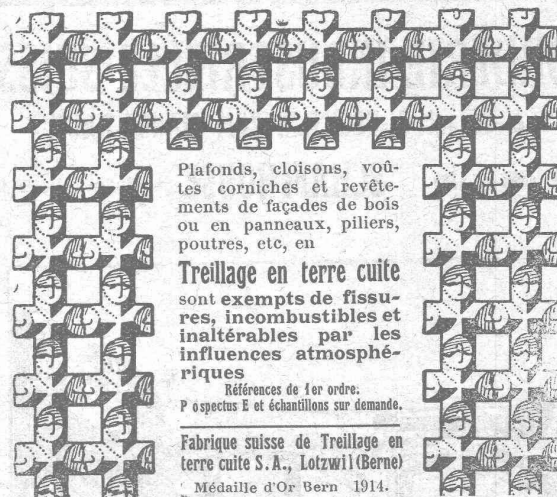 Plafonds, cloisons, voû-
tes corniches et revête-
ments de façades de bois
ou en panneaux, piliers,
poutres, etc, en
Treillage en terre cuite
sont exempts de fissu-
res, incombustibles et
inaltérables par les
influences atmosphé-
riques
Références de 1er ordre.
P ospectus E et échantillons sur demande.
Fabrique suisse de Treillage en
terre cuite S.A., Lotzwil (Berne)
Médaille d'Or Bern 1914.